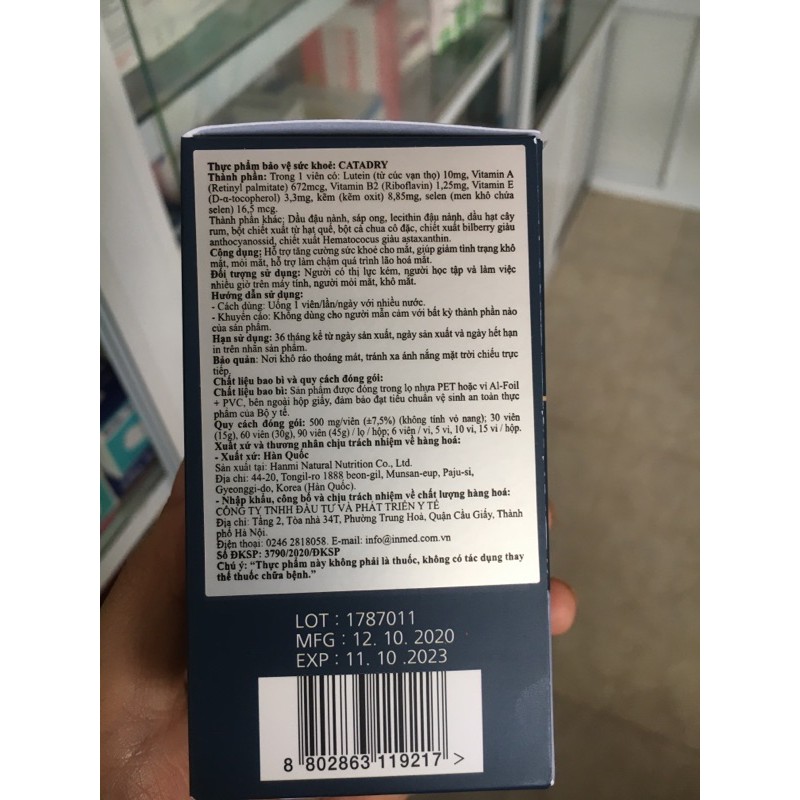 Thực phẩm bảo vệ sức khoẻ: CATADRY
Thành phần: Trong 1 viên có: Lutein (từ cúc vạn thọ) 10mg, Vitamin A
(Retinyl palmitate) 672mcg, Vitamin B2 (Riboflavin) 1,25mg, Vitamin E
(D-α-tocopherol) 3,3mg, kẽm (kẽm oxit) 8,85mg, selen (men khô chứa
selen) 16,5 mcg.
Thành phần khác: Dầu đậu nành, sáp ong, lecithin đậu nành, dầu hạt cây
rum, bột chiết xuất từ hạt quế, bột cà chua cô đặc, chiết xuất bilberry giàu
anthocyanossid, chiết xuất Hematococus giàu astaxanthin.
Công dụng: Hỗ trợ tăng cường sức khỏe cho mắt, giúp giảm tình trạng khô
mắt, mỏi mắt, hỗ trợ làm chậm quá trình lão hoá mắt.
Đối tượng sử dụng: Người có thị lực kém, người học tập và làm việc
nhiều giờ trên máy tính, người mỏi mắt, khô mắt.
Hướng dẫn sử dụng:
- Cách dùng: Uống 1 viên/lần/ngày với nhiều nước.
- Khuyến cáo: Không dùng cho người mẫn cảm với bất kỳ thành phần nào
của sản phẩm.
Hạn sử dụng: 36 tháng kể từ ngày sản xuất, ngày sản xuất và ngày hết hạn
in trên nhãn sản phẩm.
Bảo quản: Nơi khô ráo thoáng mát, tránh xa ánh nắng mặt trời chiếu trực
tiếp.
Chất liệu bao bì và quy cách đóng gói:
Chất liệu bao bì: Sản phẩm được đóng trong lọ nhựa PET hoặc vỉ Al-Foil
+ PVC, bên ngoài hộp giấy, đảm bảo đạt tiêu chuẩn vệ sinh an toàn thực
phẩm của Bộ y tế.
Quy cách đóng gói: 500 mg/viên (±7,5%) (không tính vỏ nang); 30 viên
(15g), 60 viên (30g), 90 viên (45g) / lọ / hộp; 6 viên / vỉ, 5 vỉ, 10 vỉ, 15 vỉ / hộp.
Xuất xứ và thương nhân chịu trách nhiệm về hàng hoá:
- Xuất xứ: Hàn Quốc
Sản xuất tại: Hanmi Natural Nutrition Co., Ltd.
Địa chỉ: 44-20, Tongil-ro 1888 beon-gil, Munsan-eup, Paju-si,
Gyeonggi-do, Korea (Hàn Quốc).
- Nhập khẩu, công bố và chịu trách nhiệm về chất lượng hàng hoá:
CÔNG TY TNHH ĐẦU TƯ VÀ PHÁT TRIỂN Y TẾ
Địa chỉ: Tầng 2, Tòa nhà 34T, Phường Trung Hoà, Quận Cầu Giấy, Thành
phố Hà Nội.
Điện thoại: 0246 2818058. E-mail: info@inmed.com.vn
Số ĐKSP: 3790/2020/ĐKSP
Chú ý: “Thực phẩm này không phải là thuốc, không có tác dụng thay
thế thuốc chữa bệnh.”
LOT : 1787011
MFG : 12. 10. 2020
EXP : 11. 10 .2023
8 802863 119217 >